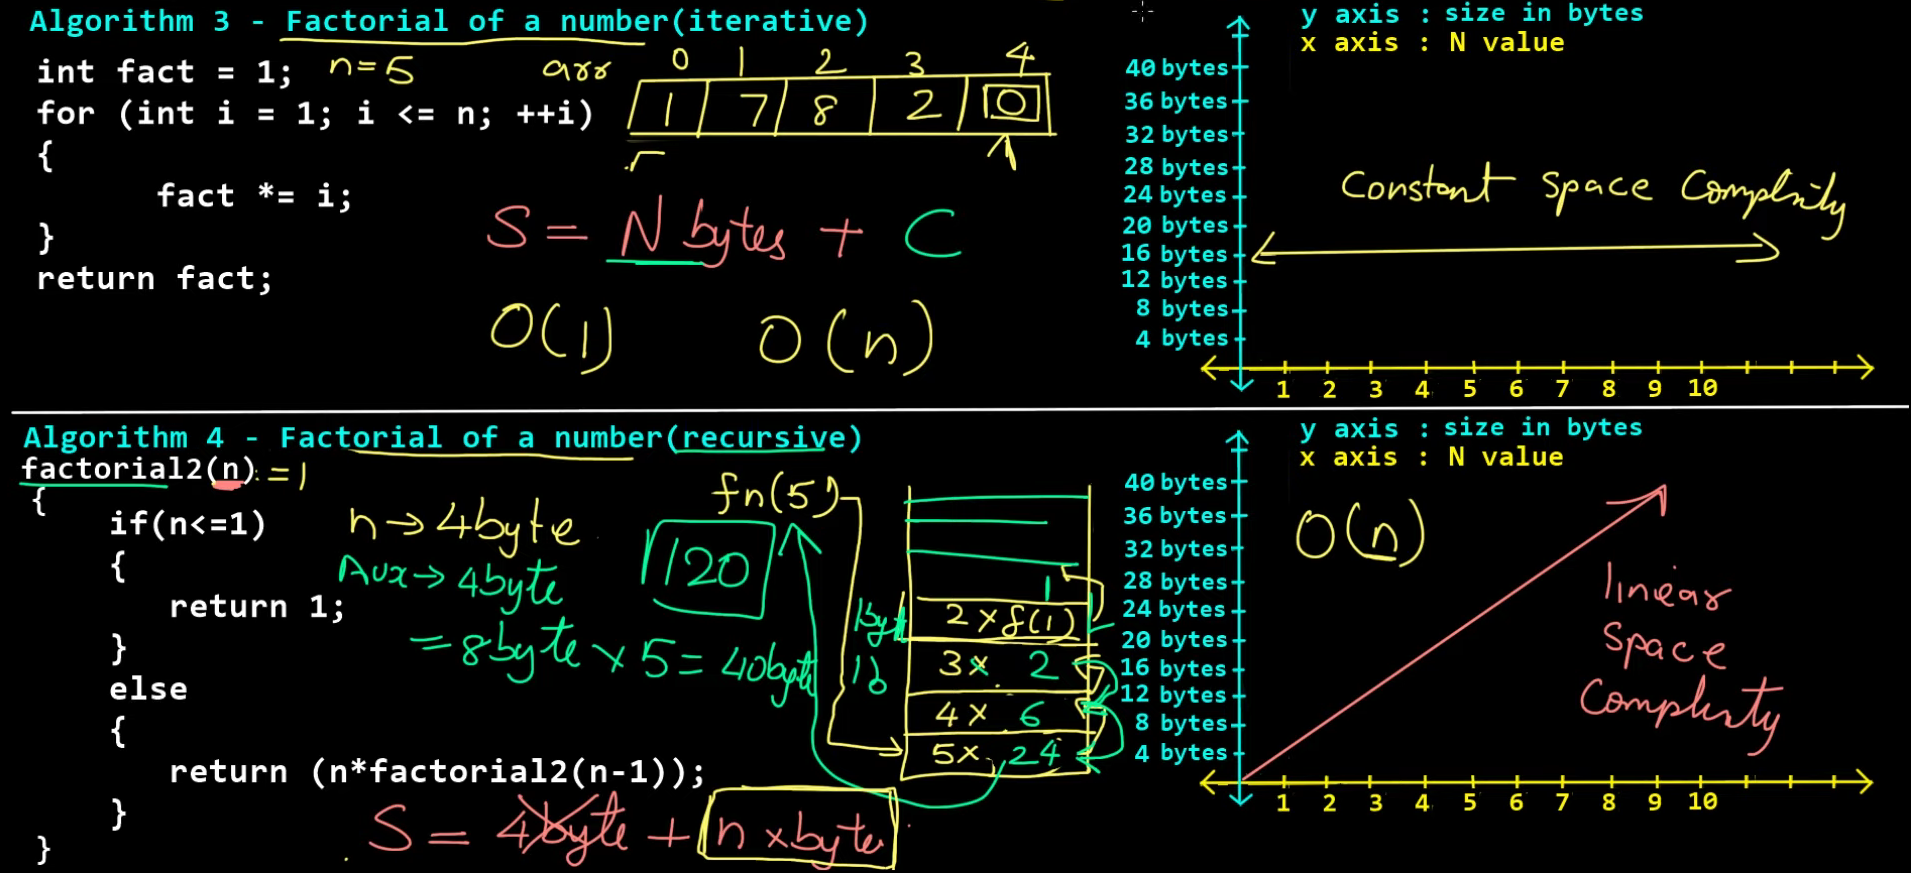 Algorithm 3 - Factorial of a number(iterative)
int fact = 1;
n=5
arr
0 1 2 3 4
1 7 8 2 0
for (int i = 1; i <= n; ++i)
{
fact *= i;
}
return fact;
S = N bytes + C
O(1) O(n)
y axis : size in bytes
x axis : N value
40 bytes
36 bytes
32 bytes
28 bytes
24 bytes
20 bytes
16 bytes
12 bytes
8 bytes
4 bytes
Constant Space Complxity
1 2 3 4 5 6 7 8 9 10
Algorithm 4 - Factorial of a number(recursive)
factorial2(n) = 1
{
if(n<=1)
{
return 1;
}
else
{
return (n*factorial2(n-1));
}
}
n→4byte
Aux→4byte
=8byte×5=40byte
fn(5)
120
1
2×f(1)
3× 2
4× 6
5× 24
S = 4byte + n×byte
y axis : size in bytes
x axis : N value
40 bytes
36 bytes
32 bytes
28 bytes
24 bytes
20 bytes
16 bytes
12 bytes
8 bytes
4 bytes
O(n)
linear
Space
Complxity
1 2 3 4 5 6 7 8 9 10